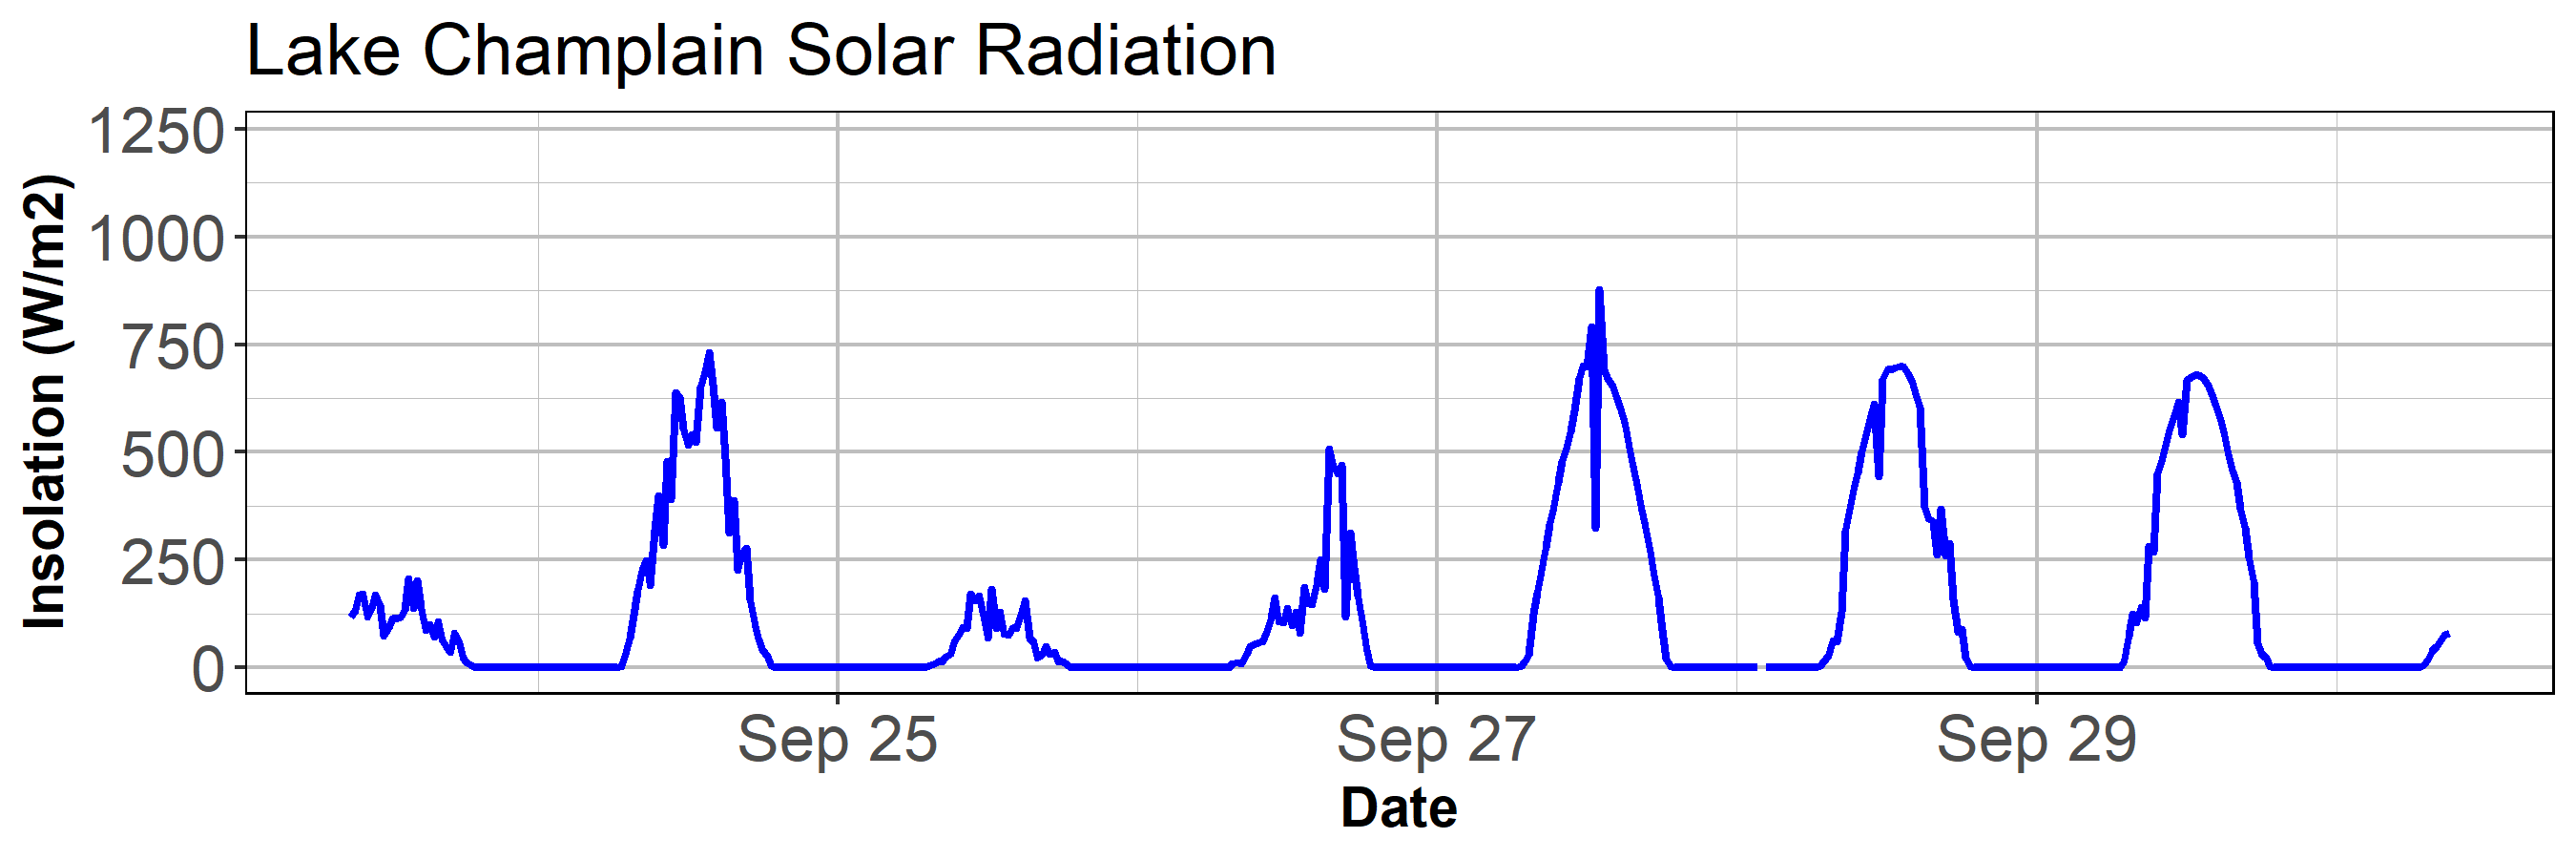 Lake Champlain Solar Radiation
1250
1000
750
500
250
0
Insolation (W/m2)
Sep 25
Sep 27
Sep 29
Date